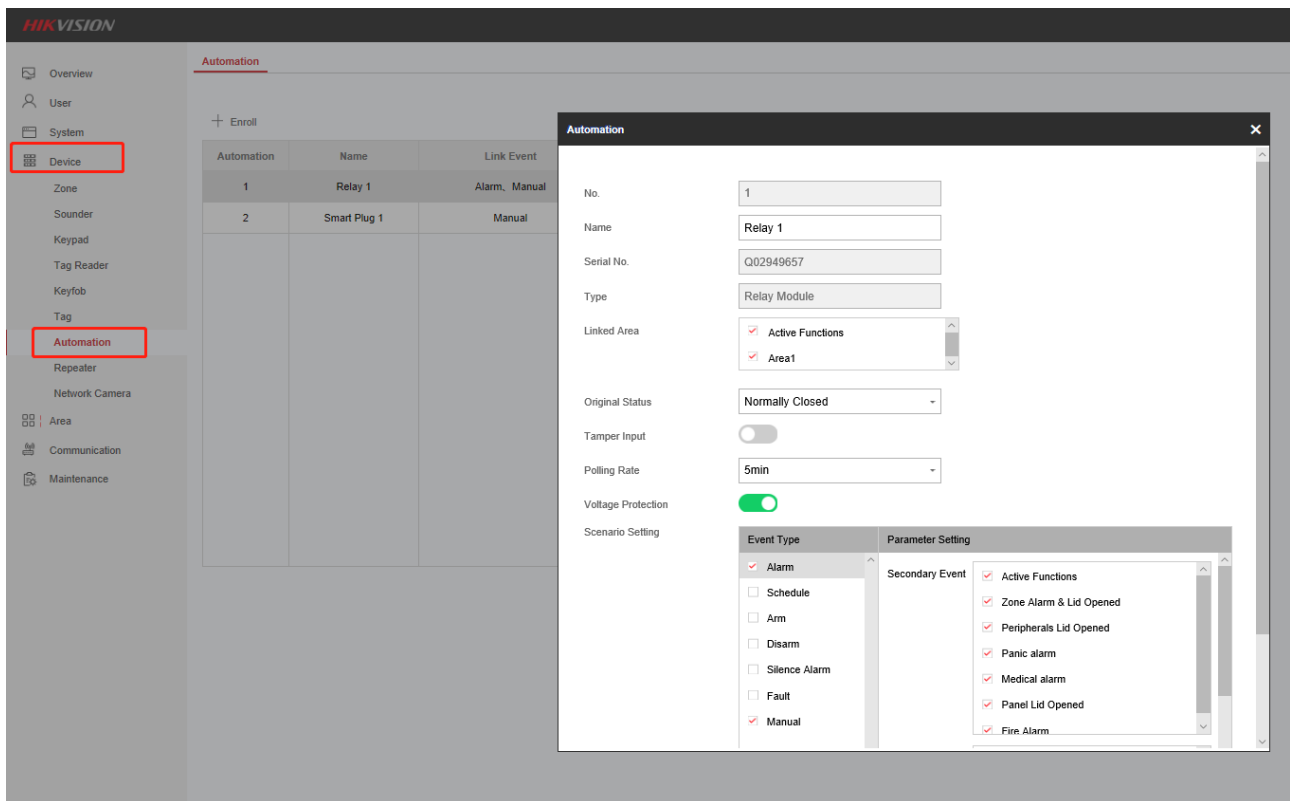 HIKVISION
Overview
User
System
Device
Zone
Sounder
Keypad
Tag Reader
Keyfob
Tag
Automation
Repeater
Network Camera
Area
Communication
Maintenance
Automation
Enroll
Automation Name Link Event
1 Relay 1 Alarm、Manual
2 Smart Plug 1 Manual
Automation
No. 1
Name Relay 1
Serial No. Q02949657
Type Relay Module
Linked Area Active Functions
Area1
Original Status Normally Closed
Tamper Input
Polling Rate 5min
Voltage Protection
Scenario Setting
Event Type Parameter Setting
Alarm
Schedule
Arm
Disarm
Silence Alarm
Fault
Manual
Secondary Event Active Functions
Zone Alarm & Lid Opened
Peripherals Lid Opened
Panic alarm
Medical alarm
Panel Lid Opened
Fire Alarm